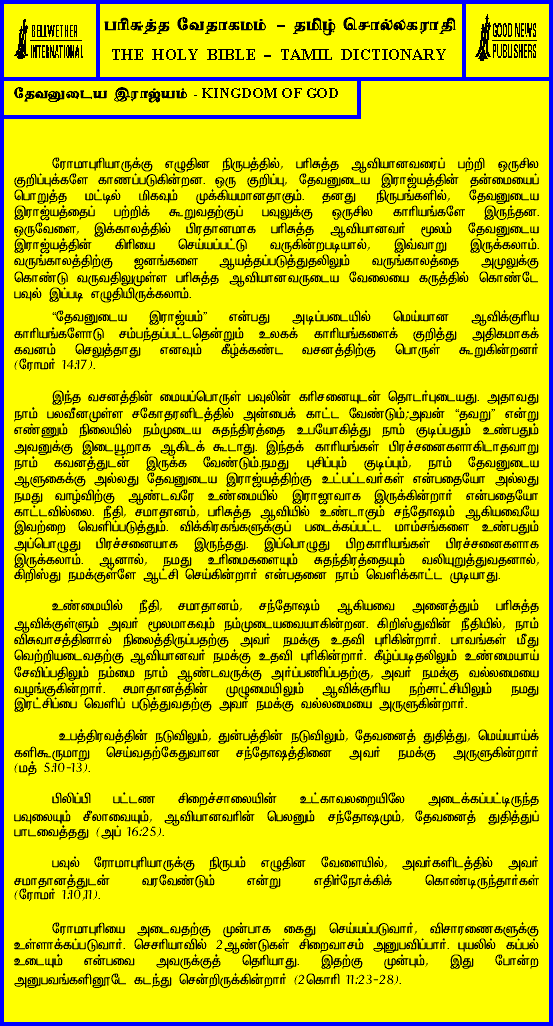 BELLWETHER
INTERNATIONAL
பரிசுத்த வேதாகமம் – தமிழ் சொல்லகராதி
THE HOLY BIBLE – TAMIL DICTIONARY
GOOD NEWS
PUBLISHERS
தேவனுடைய இராஜ்யம் - KINGDOM OF GOD
ரோமாபுரியாருக்கு எழுதின நிருபத்தில், பரிசுத்த ஆவியானவரைப் பற்றி ஒருசில
குறிப்புக்களே காணப்படுகின்றன. ஒரு குறிப்பு, தேவனுடைய இராஜ்யத்தின் தன்மையைப்
பொறுத்த மட்டில் மிகவும் முக்கியமானதாகும். தனது நிருபங்களில், தேவனுடைய
இராஜ்யத்தைப் பற்றிக் கூறுவதற்குப் பவுலுக்கு ஒருசில காரியங்களே இருந்தன.
ஒருவேளை, இக்காலத்தில் பிரதானமாக பரிசுத்த ஆவியானவர் மூலம் தேவனுடைய
இராஜ்யத்தின் கிரியை செய்யப்பட்டு வருகின்றபடியால், இவ்வாறு இருக்கலாம்.
வருங்காலத்திற்கு ஜனங்களை ஆயத்தப்படுத்துதலிலும் வருங்காலத்தை அமுலுக்கு
கொண்டு வருவதிலுமுள்ள பரிசுத்த ஆவியானவருடைய வேலையை கருத்தில் கொண்டே
பவுல் இப்படி எழுதியிருக்கலாம்.
“தேவனுடைய இராஜ்யம்” என்பது அடிப்படையில் மெய்யான ஆவிக்குரிய
காரியங்களோடு சம்பந்தப்பட்டதென்றும் உலகக் காரியங்களைக் குறித்து அதிகமாகக்
கவனம் செலுத்தாது எனவும் கீழ்க்கண்ட வசனத்திற்கு பொருள் கூறுகின்றனர்
(ரோமர் 14:17).
இந்த வசனத்தின் மையப்பொருள் பவுலின் கரிசனையுடன் தொடர்புடையது. அதாவது
நாம் பலவீனமுள்ள சகோதரனிடத்தில் அன்பைக் காட்ட வேண்டும்;அவன் “தவறு” என்று
எண்ணும் நிலையில் நம்முடைய சுதந்திரத்தை உபயோகித்து நாம் குடிப்பதும் உண்பதும்
அவனுக்கு இடையூறாக ஆகிடக் கூடாது. இந்தக் காரியங்கள் பிரச்சனைகளாகிடாதவாறு
நாம் கவனத்துடன் இருக்க வேண்டும்.நமது புசிப்பும் குடிப்பும், நாம் தேவனுடைய
ஆளுகைக்கு அல்லது தேவனுடைய இராஜ்யத்திற்கு உட்பட்டவர்கள் என்பதையோ அல்லது
நமது வாழ்விற்கு ஆண்டவரே உண்மையில் இராஜாவாக இருக்கின்றார் என்பதையோ
காட்டவில்லை. நீதி, சமாதானம், பரிசுத்த ஆவியில் உண்டாகும் சந்தோஷம் ஆகியவையே
இவற்றை வெளிப்படுத்தும். விக்கிரகங்களுக்குப் படைக்கப்பட்ட மாம்சங்களை உண்பதும்
அப்பொழுது பிரச்சனையாக இருந்தது. இப்பொழுது பிறகாரியங்கள் பிரச்சனைகளாக
இருக்கலாம். ஆனால், நமது உரிமைகளையும் சுதந்திரத்தையும் வலியுறுத்துவதனால்,
கிறிஸ்து நமக்குள்ளே ஆட்சி செய்கின்றார் என்பதனை நாம் வெளிக்காட்ட முடியாது.
உண்மையில் நீதி, சமாதானம், சந்தோஷம் ஆகியவை அனைத்தும் பரிசுத்த
ஆவிக்குள்ளும் அவர் மூலமாகவும் நம்முடையவையாகின்றன. கிறிஸ்துவின் நீதியில், நாம்
விசுவாசத்தினால் நிலைத்திருப்பதற்கு அவர் நமக்கு உதவி புரிகின்றார். பாவங்கள் மீது
வெற்றியடைவதற்கு ஆவியானவர் நமக்கு உதவி புரிகின்றார். கீழ்ப்படிதலிலும் உண்மையாய்
சேவிப்பதிலும் நம்மை நாம் ஆண்டவருக்கு அர்ப்பணிப்பதற்கு, அவர் நமக்கு வல்லமையை
வழங்குகின்றார். சமாதானத்தின் முழுமையிலும் ஆவிக்குரிய நற்சாட்சியிலும் நமது
இரட்சிப்பை வெளிப் படுத்துவதற்கு அவர் நமக்கு வல்லமையை அருளுகின்றார்.
உபத்திரவத்தின் நடுவிலும், துன்பத்தின் நடுவிலும், தேவனைத் துதித்து, மெய்யாய்க்
களிகூருமாறு செய்வதற்கேதுவான சந்தோஷத்தினை அவர் நமக்கு அருளுகின்றார்
(மத் 5:10-13).
பிலிப்பி பட்டண சிறைச்சாலையின் உட்காவலறையிலே அடைக்கப்பட்டிருந்த
பவுலையும் சீலாவையும், ஆவியானவரின் பெலனும் சந்தோஷமும், தேவனைத் துதித்துப்
பாடவைத்தது (அப் 16:25).
பவுல் ரோமாபுரியாருக்கு நிருபம் எழுதின வேளையில், அவர்களிடத்தில் அவர்
சமாதானத்துடன் வரவேண்டும் என்று எதிர்நோக்கிக் கொண்டிருந்தார்கள்
(ரோமர் 1:10,11).
ரோமாபுரியை அடைவதற்கு முன்பாக கைது செய்யப்படுவார், விசாரணைகளுக்கு
உள்ளாக்கப்படுவார். செசரியாவில் 2ஆண்டுகள் சிறைவாசம் அனுபவிப்பார். புயலில் கப்பல்
உடையும் என்பவை அவருக்குத் தெரியாது. இதற்கு முன்பும், இது போன்ற
அனுபவங்களினூடே கடந்து சென்றிருக்கின்றார் (2கொரி 11:23-28).